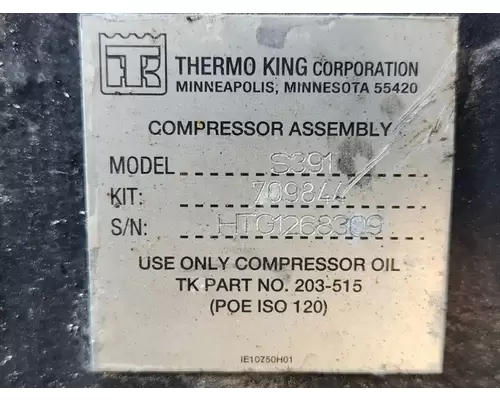 TK
THERMO KING CORPORATION
MINNEAPOLIS, MINNESOTA 55420
COMPRESSOR ASSEMBLY
MODEL S391
KIT: 709844
S/N: HTG1268309
USE ONLY COMPRESSOR OIL
TK PART NO. 203-515
(POE ISO 120)
IE10750H01